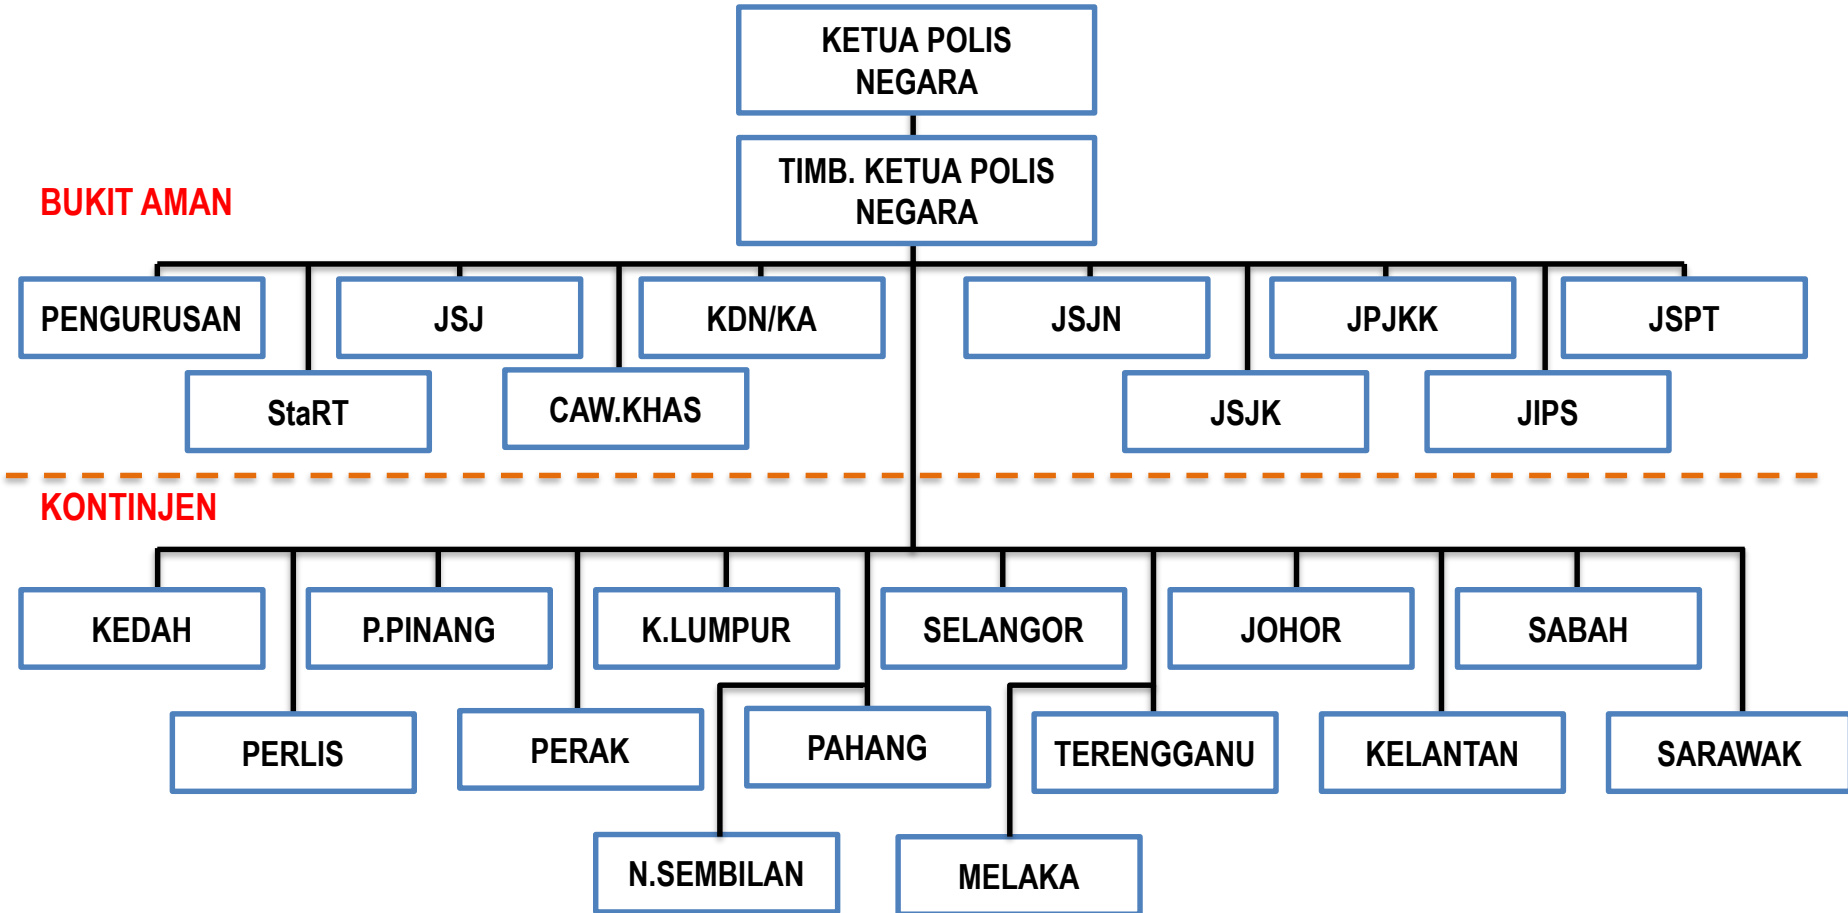 KETUA POLIS
NEGARA
TIMB. KETUA POLIS
NEGARA
BUKIT AMAN
PENGURUSAN
JSJ
KDN/KA
JSJN
JPJKK
JSPT
StaRT
CAW.KHAS
JSJK
JIPS
KONTINJEN
KEDAH
P.PINANG
K.LUMPUR
SELANGOR
JOHOR
SABAH
PERLIS
PERAK
PAHANG
TERENGGANU
KELANTAN
SARAWAK
N.SEMBILAN
MELAKA